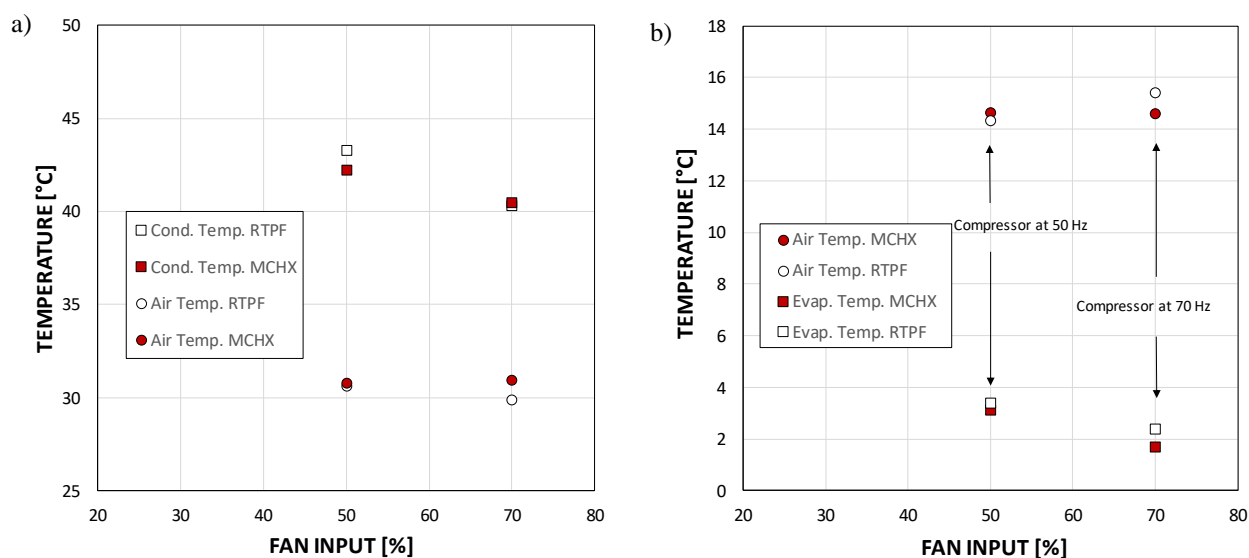 a)
50
45
40
35
30
25
TEMPERATURE [°C]
Cond. Temp. RTPF
Cond. Temp. MCHX
Air Temp. RTPF
Air Temp. MCHX
20 30 40 50 60 70 80
FAN INPUT [%]
b)
18
16
14
12
10
8
6
4
2
0
TEMPERATURE [°C]
Compressor at 50 Hz
Air Temp. MCHX
Air Temp. RTPF
Evap. Temp. MCHX
Evap. Temp. RTPF
Compressor at 70 Hz
20 30 40 50 60 70 80
FAN INPUT [%]